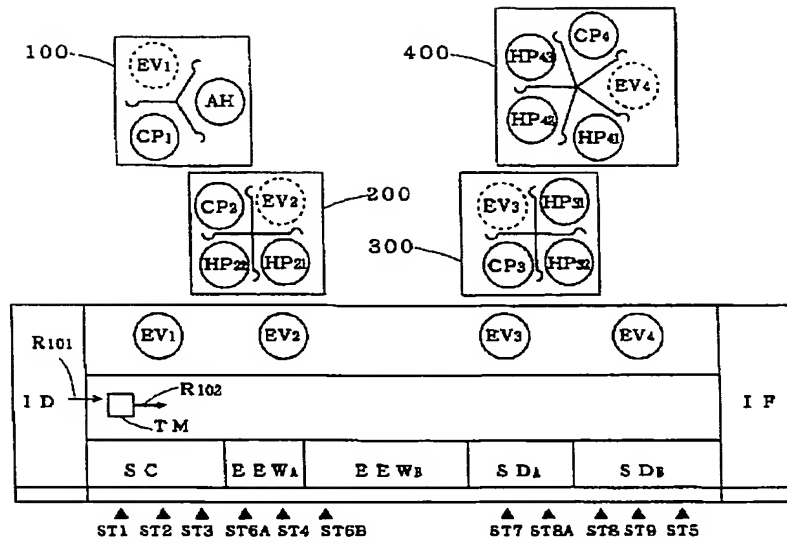 100
EV1
AH
CP1
400
CP4
HP43
EV4
HP42
HP41
CP2
EV2
200
HP22
HP21
EV3
HP31
300
CP3
HP32
EV1
EV2
EV3
EV4
R101
R102
ID
TM
IF
SC
EEWA
EEWB
SDA
SDB
ST1 ST2 ST3 ST6A ST4 ST6B ST7 ST8A ST8 ST9 ST5